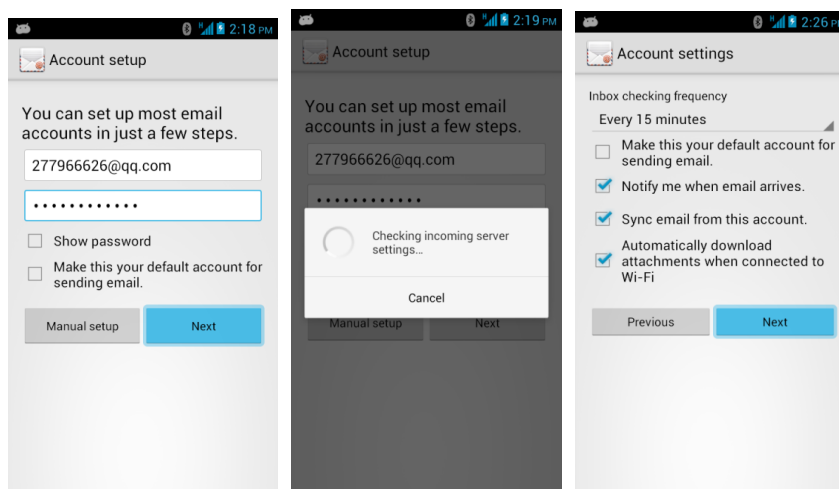 2:18 PM
Account setup
You can set up most email
accounts in just a few steps.
277966626@qq.com
Show password
Make this your default account for
sending email.
Manual setup
Next
2:19 PM
Account setup
You can set up most email
accounts in just a few steps.
277966626@qq.com
Checking incoming server
settings...
Cancel
Manual setup
Next
2:26 PM
Account settings
Inbox checking frequency
Every 15 minutes
Make this your default account for
sending email.
Notify me when email arrives.
Sync email from this account.
Automatically download
attachments when connected to
Wi-Fi
Previous
Next